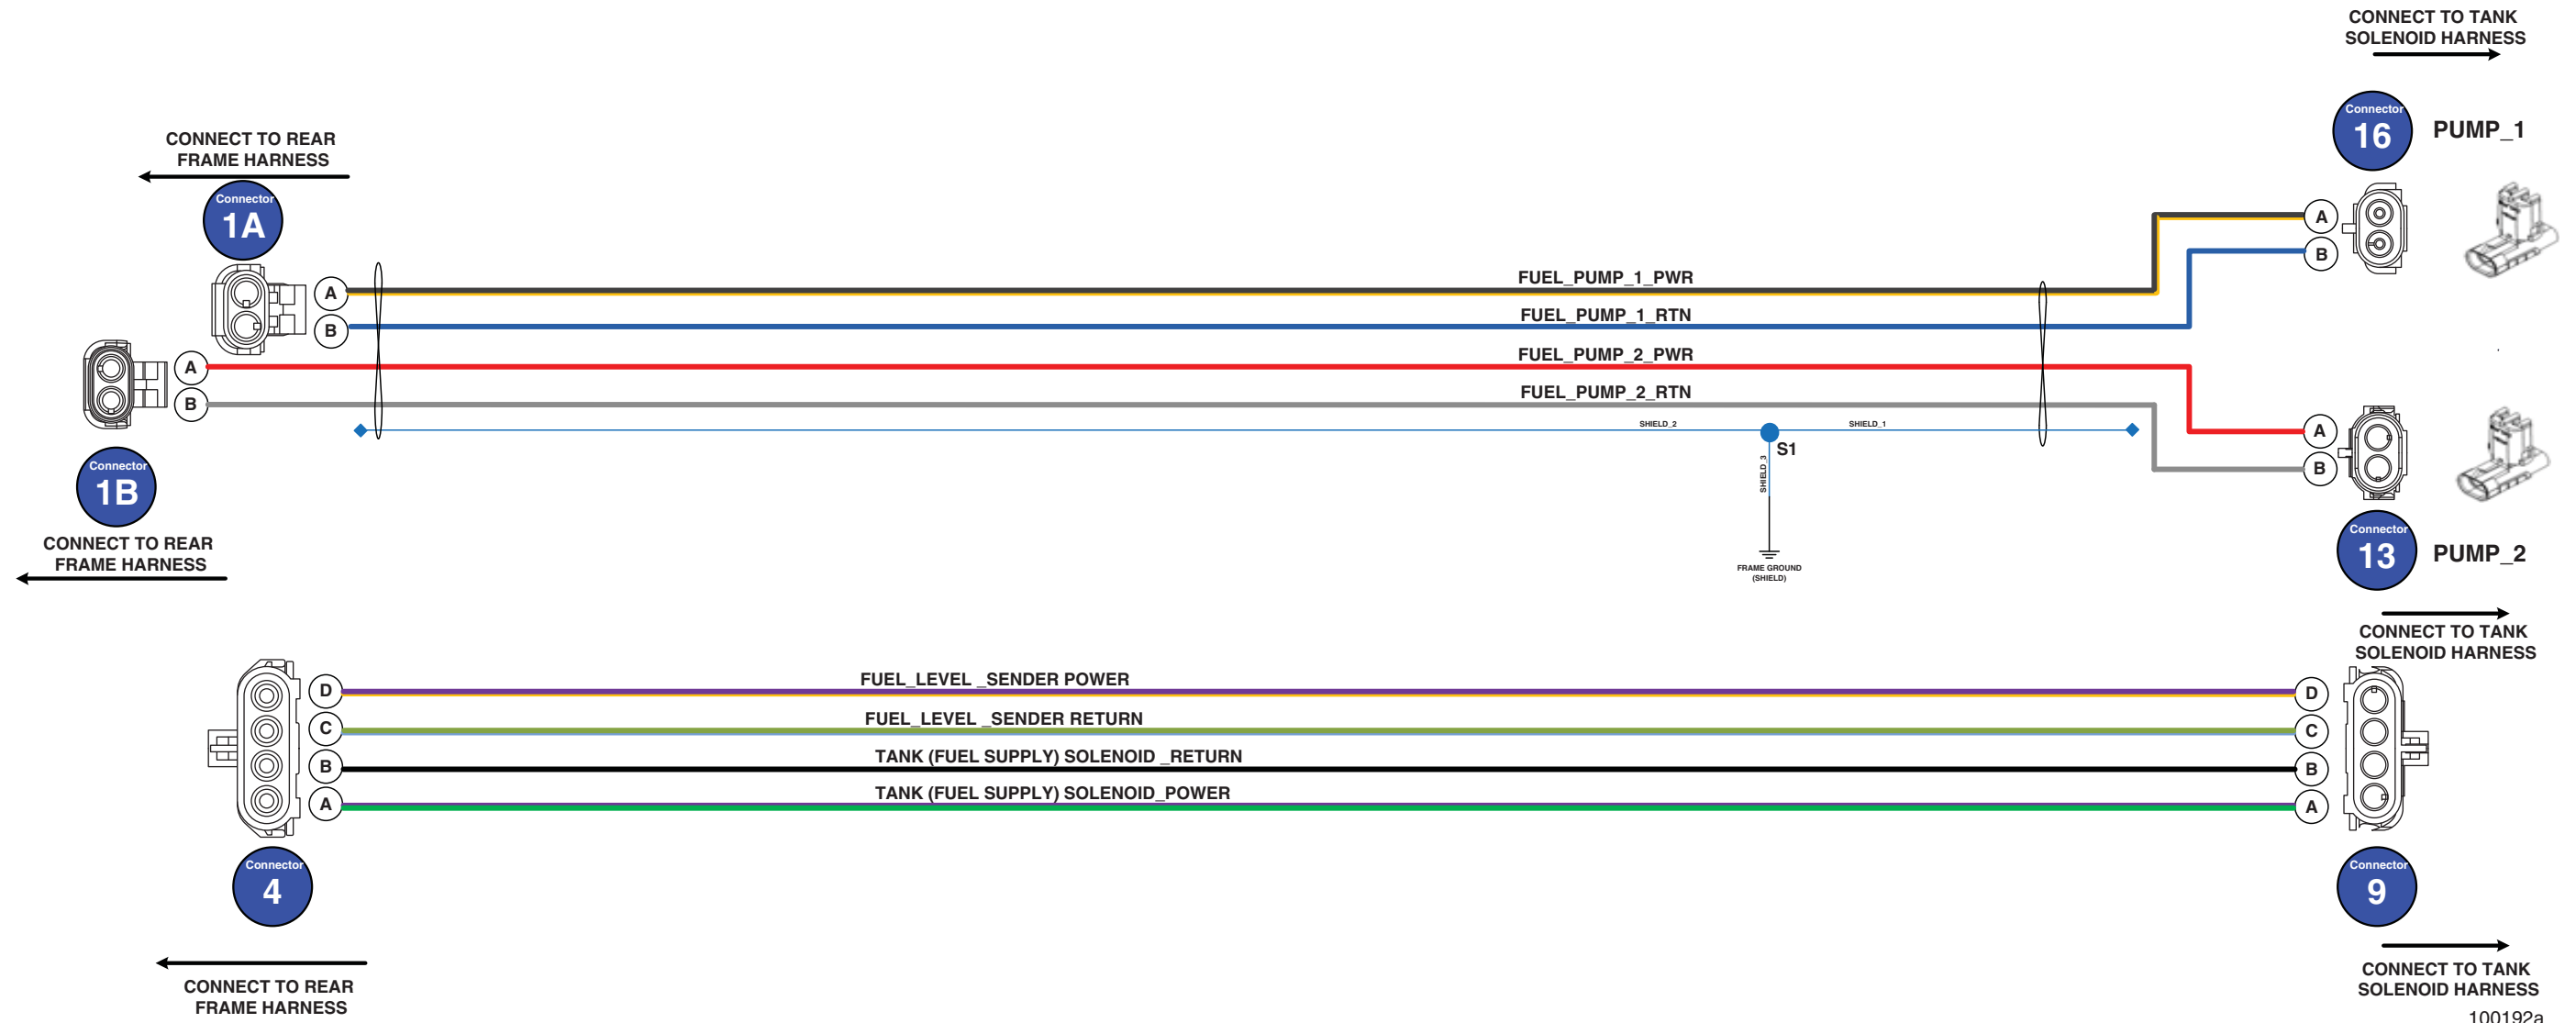 CONNECT TO TANK
SOLENOID HARNESS
Connector
16
PUMP_1
CONNECT TO REAR
FRAME HARNESS
Connector
1A
A
B
FUEL_PUMP_1_PWR
A
B
FUEL_PUMP_1_RTN
A
B
FUEL_PUMP_2_PWR
FUEL_PUMP_2_RTN
SHIELD_2
SHIELD_1
S1
SHIELD_3
FRAME GROUND
(SHIELD)
A
B
Connector
1B
CONNECT TO REAR
FRAME HARNESS
Connector
13
PUMP_2
CONNECT TO TANK
SOLENOID HARNESS
D
FUEL_LEVEL _SENDER POWER
D
C
FUEL_LEVEL _SENDER RETURN
C
B
TANK (FUEL SUPPLY) SOLENOID _RETURN
B
A
TANK (FUEL SUPPLY) SOLENOID_POWER
A
Connector
4
Connector
9
CONNECT TO REAR
FRAME HARNESS
CONNECT TO TANK
SOLENOID HARNESS
100192a